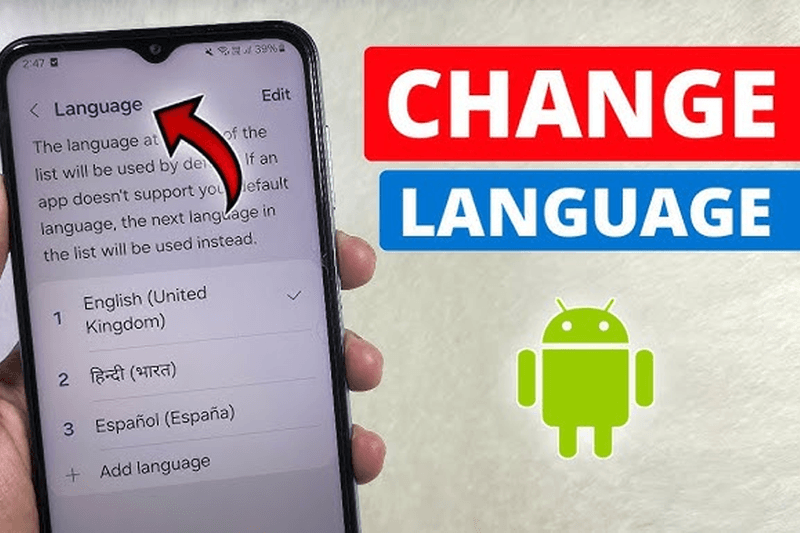 2:47
39%
Language
Edit
The language at of the
list will be used by If an
app doesn't support default
language, the next language in
the list will be used instead.
1 English (United
Kingdom)
2 हिन्दी (भारत)
3 Español (España)
+ Add language
CHANGE
LANGUAGE